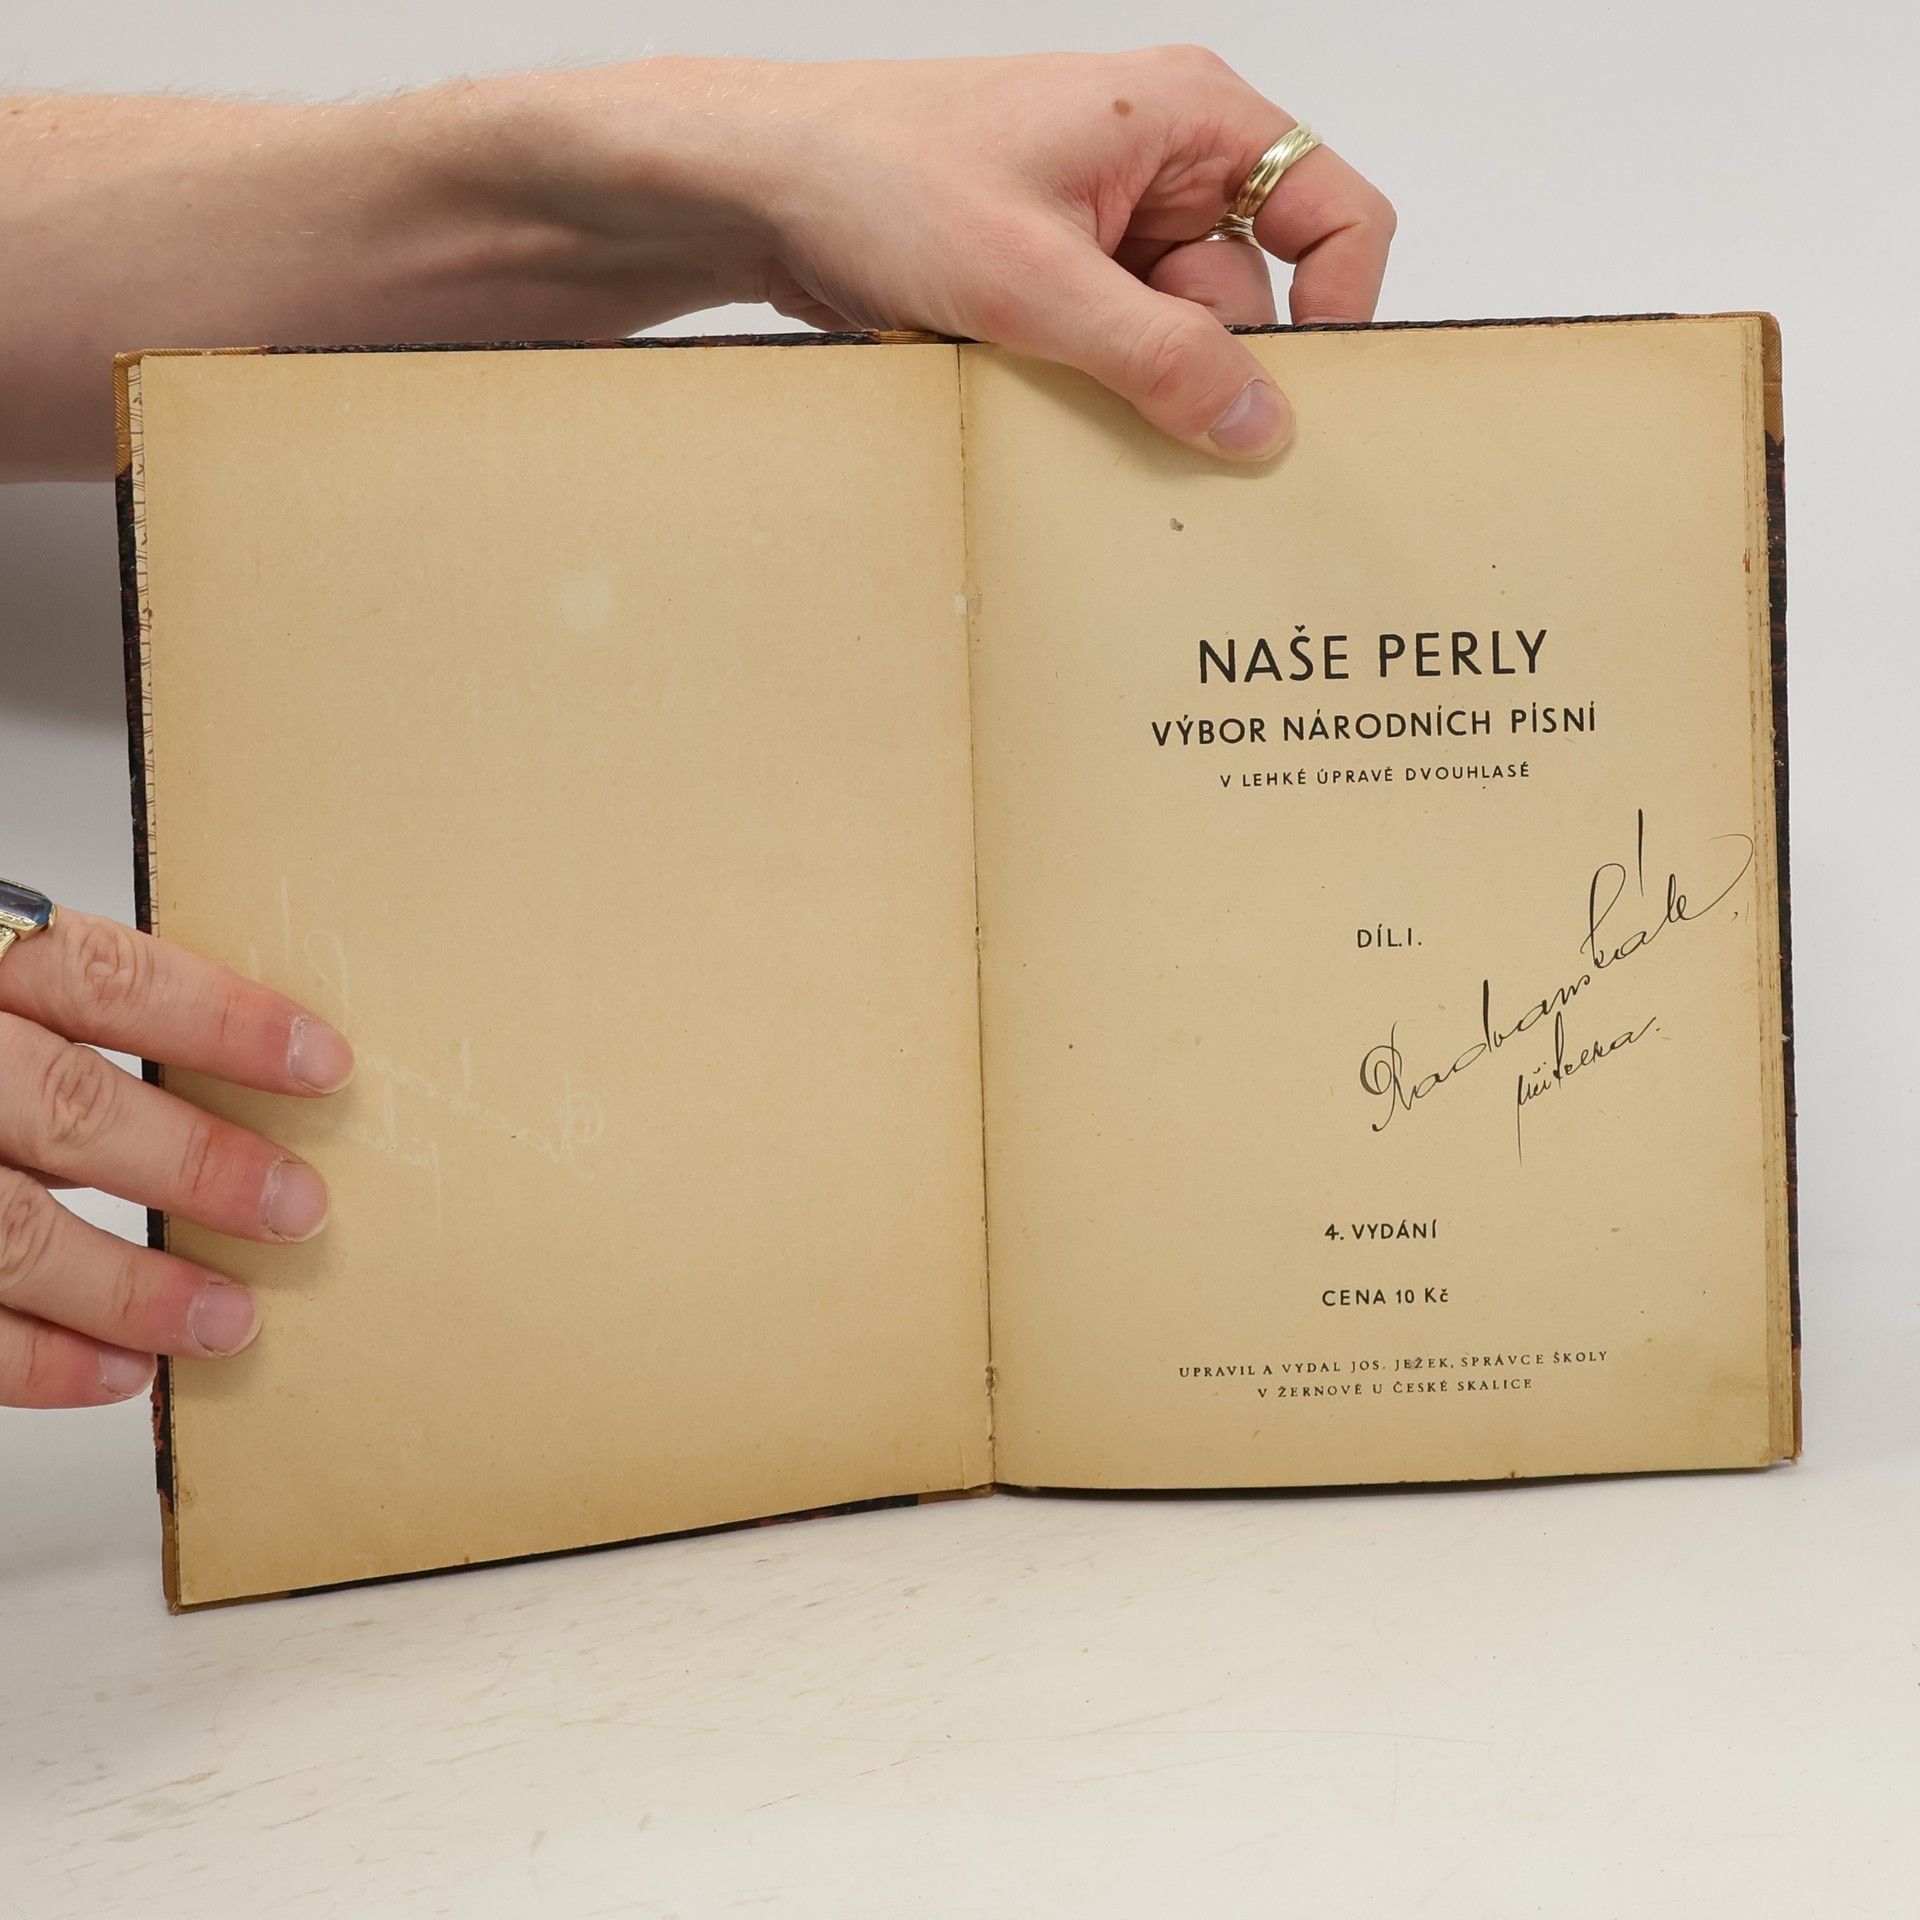 NAŠE PERLY
VÝBOR NÁRODNÍCH PÍSNÍ
V LEHKÉ ÚPRAVĚ DVOUHLASÉ
DÍL I.
učitelka.
4. VYDÁNÍ
CENA 10 Kč
UPRAVIL A VYDAL JOS. JEŽEK, SPRÁVCE ŠKOLY
V ŽERNOVĚ U ČESKÉ SKALICE